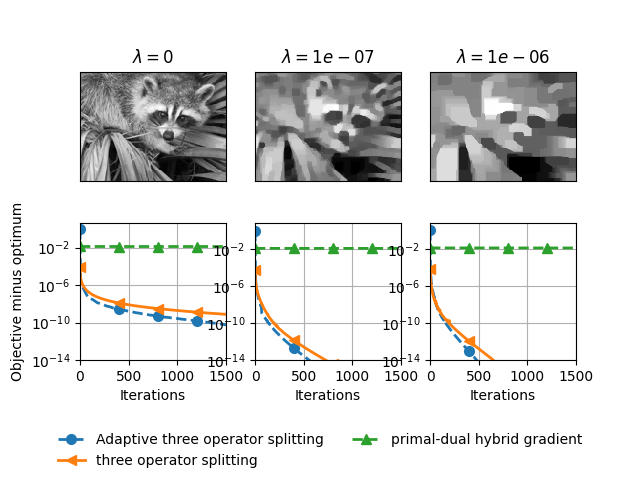 λ = 0 λ = 1e − 07 λ = 1e − 06
Objective minus optimum
10⁻² 10⁻² 10⁻²
10⁻⁶ 10⁻⁶ 10⁻⁶
10⁻¹⁰ 10⁻¹⁰ 10⁻¹⁰
10⁻¹⁴ 10⁻¹⁴ 10⁻¹⁴
0 500 1000 1500 0 500 1000 1500 0 500 1000 1500
Iterations Iterations Iterations
Adaptive three operator splitting primal-dual hybrid gradient
three operator splitting